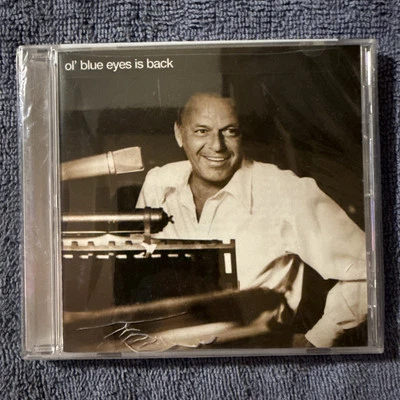 ol' blue eyes is back